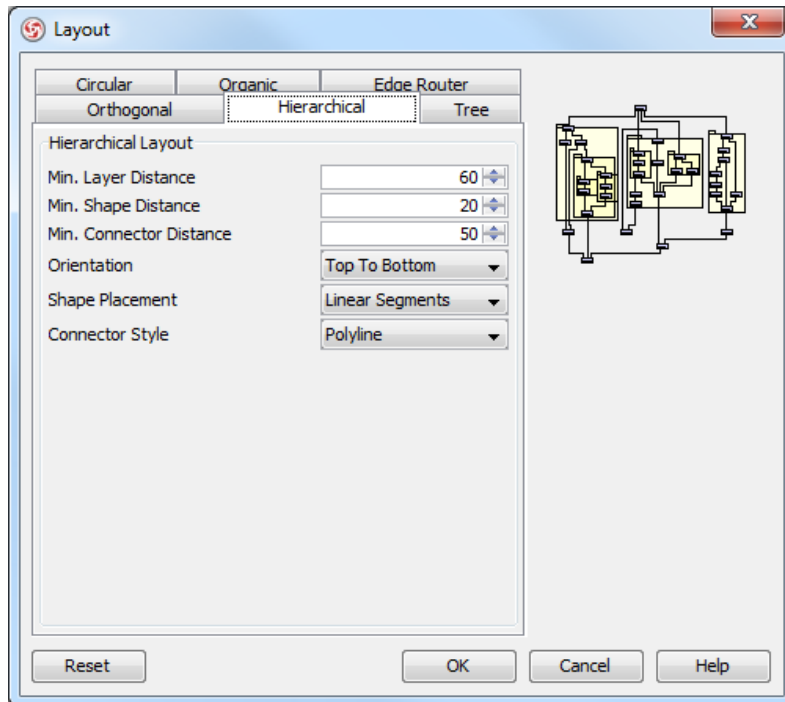 Layout
Circular Organic Edge Router
Orthogonal Hierarchical Tree
Hierarchical Layout
Min. Layer Distance 60
Min. Shape Distance 20
Min. Connector Distance 50
Orientation Top To Bottom
Shape Placement Linear Segments
Connector Style Polyline
Reset OK Cancel Help